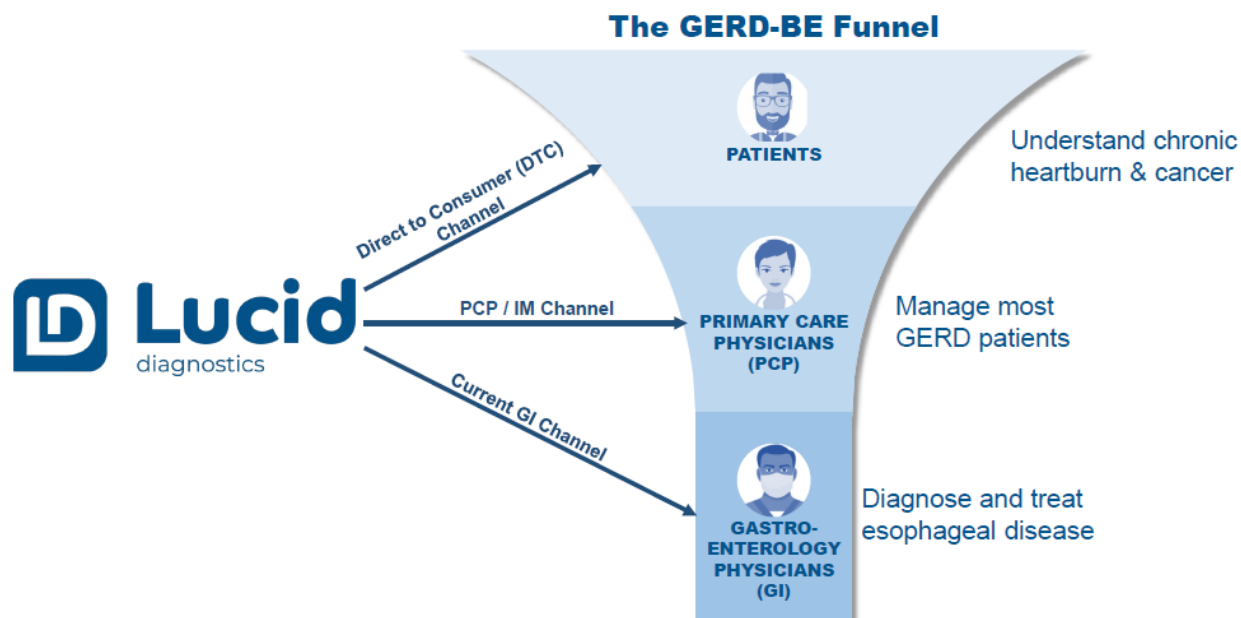 The GERD-BE Funnel
PATIENTS
Understand chronic
heartburn & cancer
Direct to Consumer (DTC)
Channel
Lucid
diagnostics
PCP / IM Channel
PRIMARY CARE
PHYSICIANS
(PCP)
Manage most
GERD patients
Current GI Channel
GASTRO-
ENTEROLOGY
PHYSICIANS
(GI)
Diagnose and treat
esophageal disease